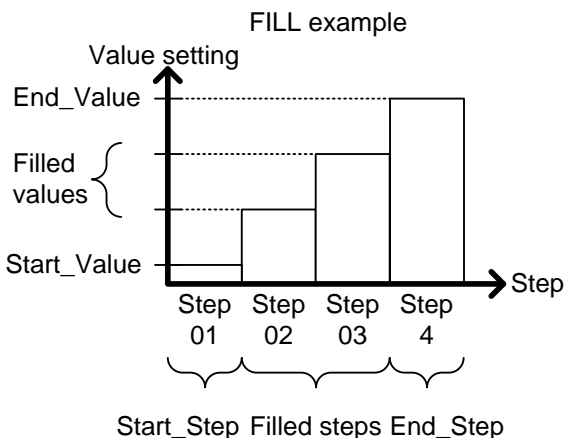 FILL example
Value setting
End_Value
Filled
values
Start_Value
Step
Step
01
Step
02
Step
03
Step
4
Start_Step
Filled steps
End_Step